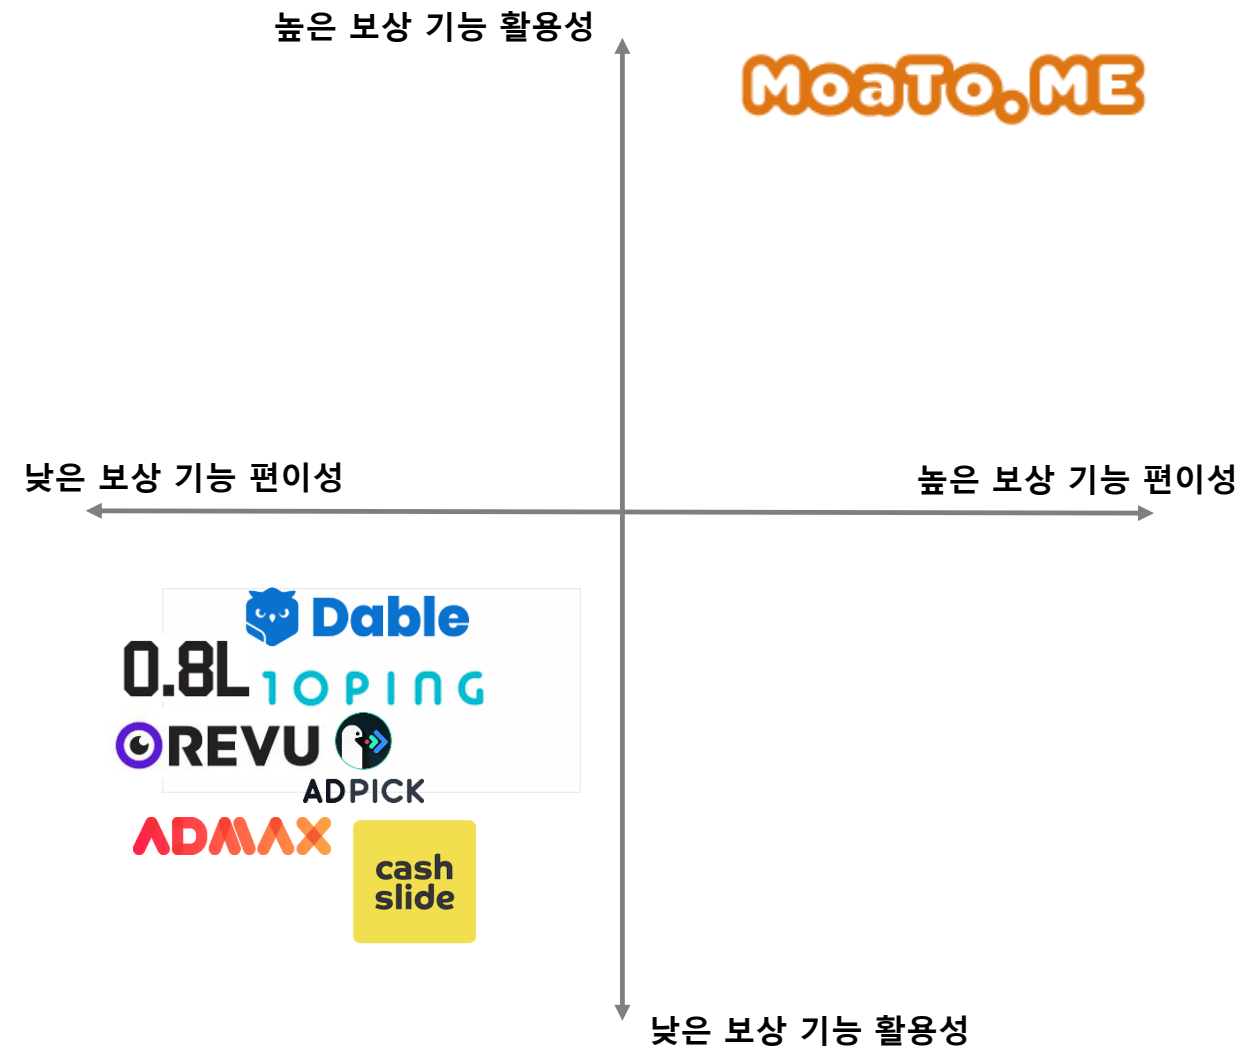 높은 보상 기능 활용성
MoaTo.ME
낮은 보상 기능 편이성
높은 보상 기능 편이성
Dable
0.8L
10PING
REVU
ADPICK
ADMAX
cash
slide
낮은 보상 기능 활용성